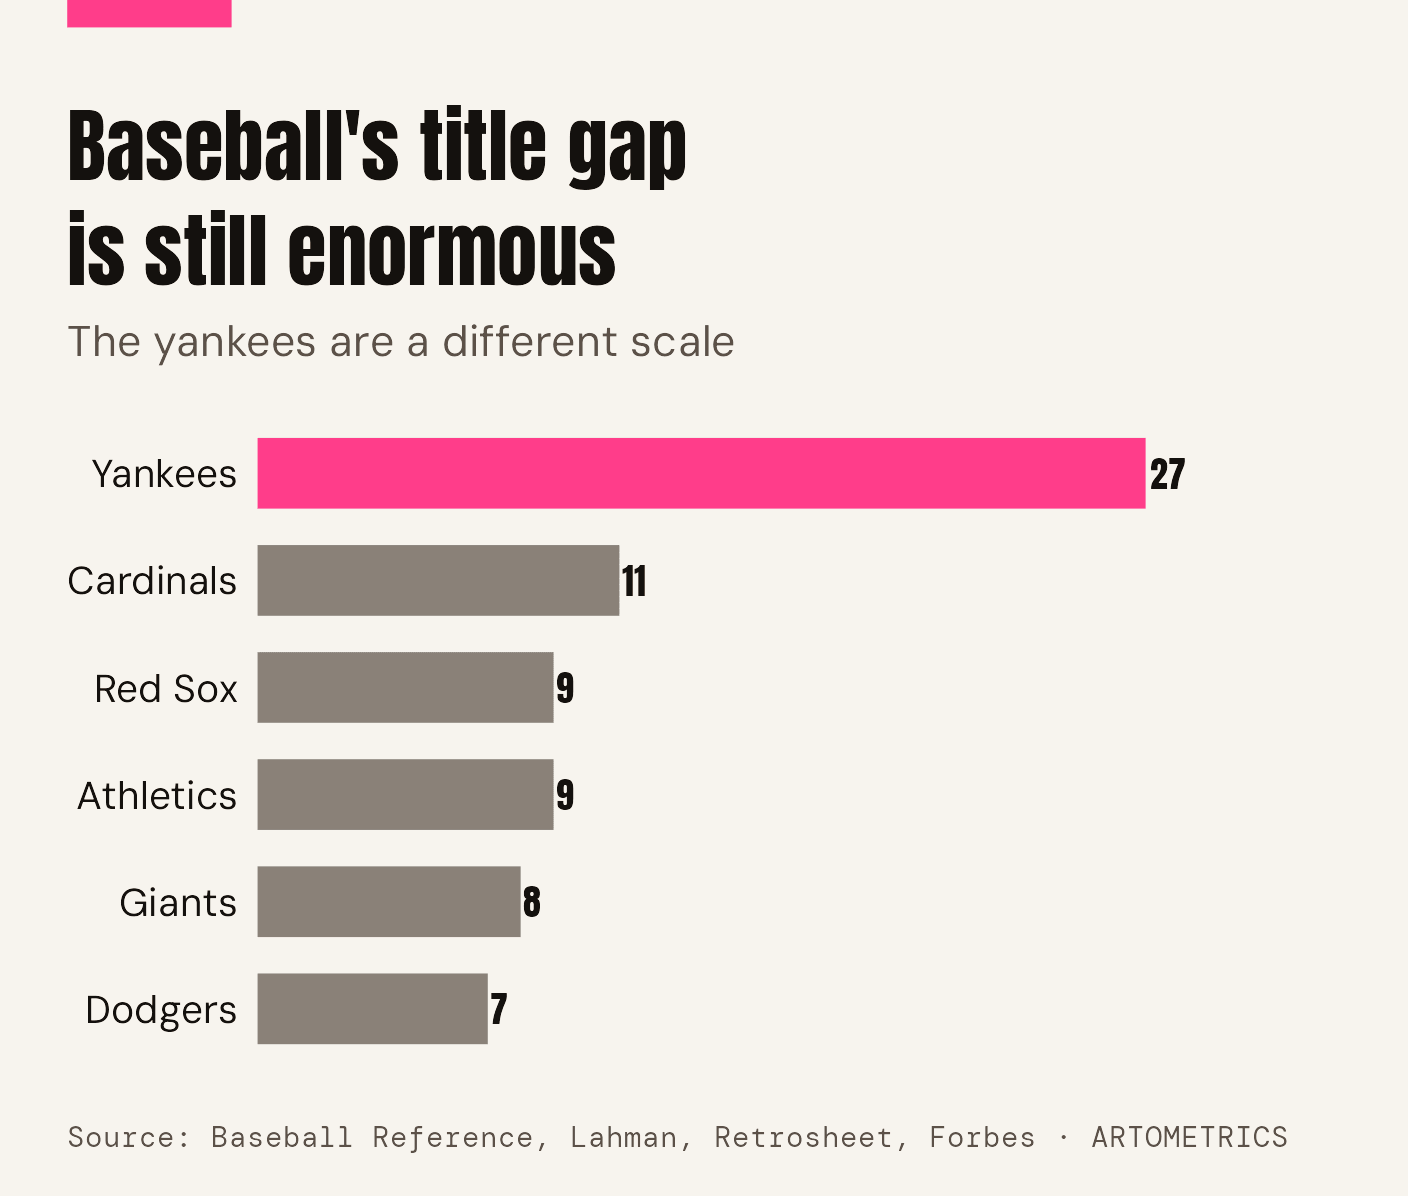 Baseball's title gap
is still enormous
The yankees are a different scale
Yankees 27
Cardinals 11
Red Sox 9
Athletics 9
Giants 8
Dodgers 7
Source: Baseball Reference, Lahman, Retrosheet, Forbes · ARTOMETRICS